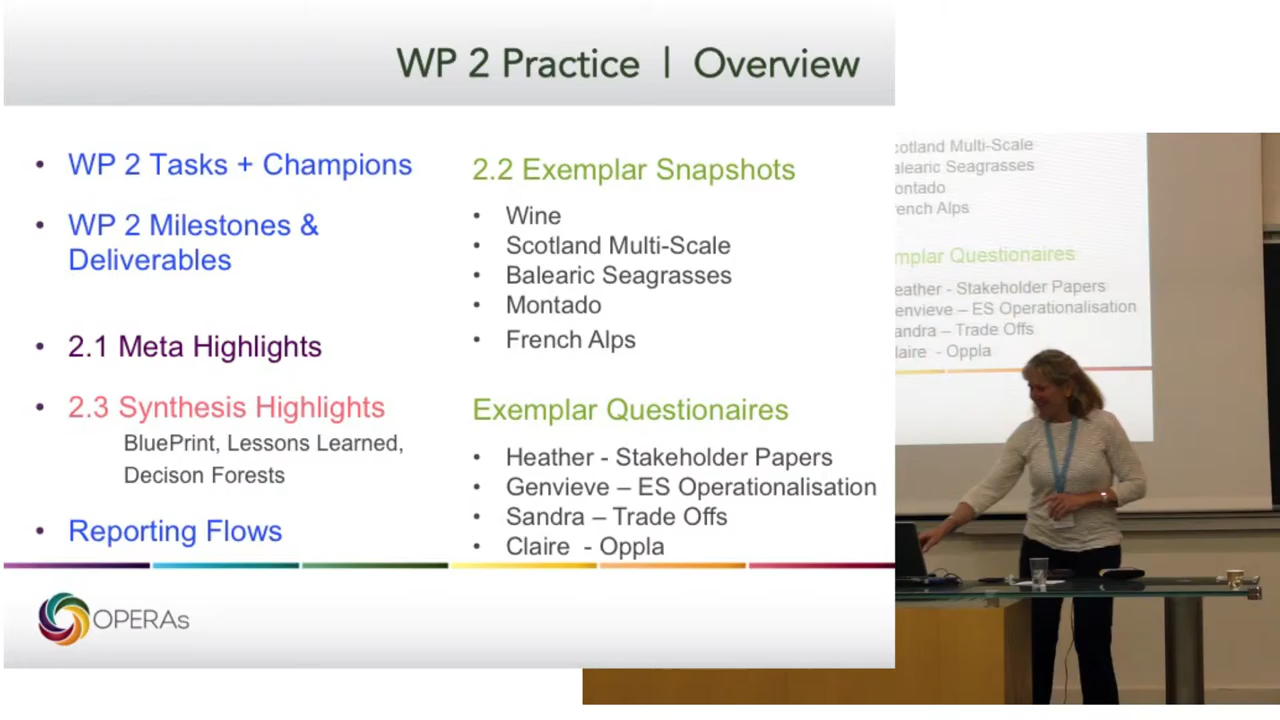 WP 2 Practice | Overview
• WP 2 Tasks + Champions
• WP 2 Milestones &
Deliverables
• 2.1 Meta Highlights
• 2.3 Synthesis Highlights
BluePrint, Lessons Learned,
Decison Forests
• Reporting Flows
2.2 Exemplar Snapshots
• Wine
• Scotland Multi-Scale
• Balearic Seagrasses
• Montado
• French Alps
Exemplar Questionaires
• Heather - Stakeholder Papers
• Genvieve – ES Operationalisation
• Sandra – Trade Offs
• Claire - Oppla
OPERAs
cotland Multi-Scale
alearic Seagrasses
ontado
ench Alps
mplar Questionaires
eather - Stakeholder Papers
envieve – ES Operationalisation
andra – Trade Offs
laire - Oppla